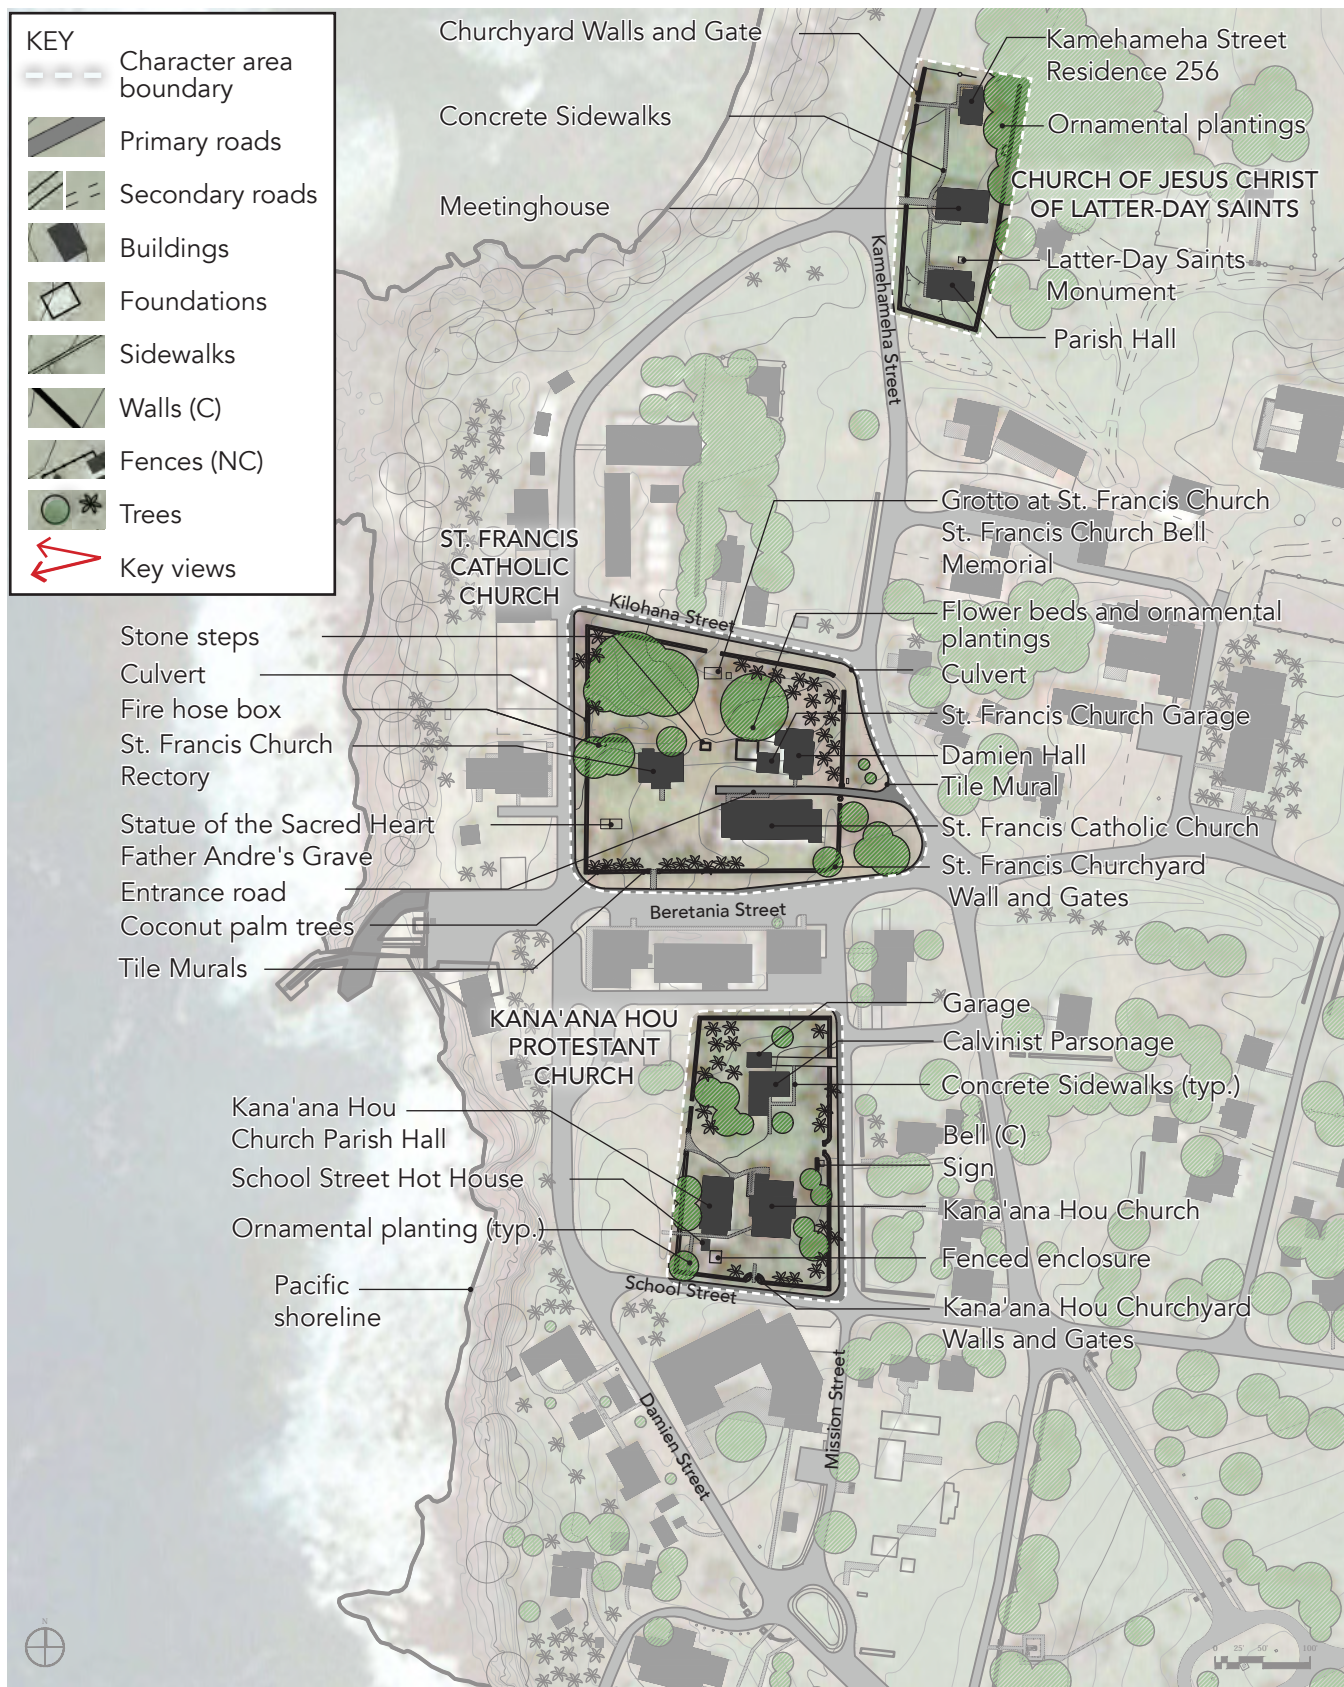 KEY
Character area
boundary
Primary roads
Secondary roads
Buildings
Foundations
Sidewalks
Walls (C)
Fences (NC)
Trees
Key views
Churchyard Walls and Gate
Concrete Sidewalks
Meetinghouse
Kamehameha Street
Residence 256
Ornamental plantings
CHURCH OF JESUS CHRIST
OF LATTER-DAY SAINTS
Latter-Day Saints
Monument
Parish Hall
Kamehameha Street
ST. FRANCIS
CATHOLIC
CHURCH
Kilohana Street
Grotto at St. Francis Church
St. Francis Church Bell
Memorial
Flower beds and ornamental
plantings
Culvert
St. Francis Church Garage
Damien Hall
Tile Mural
St. Francis Catholic Church
St. Francis Churchyard
Wall and Gates
Stone steps
Culvert
Fire hose box
St. Francis Church
Rectory
Statue of the Sacred Heart
Father Andre's Grave
Entrance road
Coconut palm trees
Tile Murals
Beretania Street
KANA'ANA HOU
PROTESTANT
CHURCH
Garage
Calvinist Parsonage
Concrete Sidewalks (typ.)
Bell (C)
Sign
Kana'ana Hou Church
Fenced enclosure
Kana'ana Hou Churchyard
Walls and Gates
Kana'ana Hou
Church Parish Hall
School Street Hot House
Ornamental planting (typ.)
Pacific
shoreline
School Street
Damien Street
Mission Street
N
0 25' 50' 100'